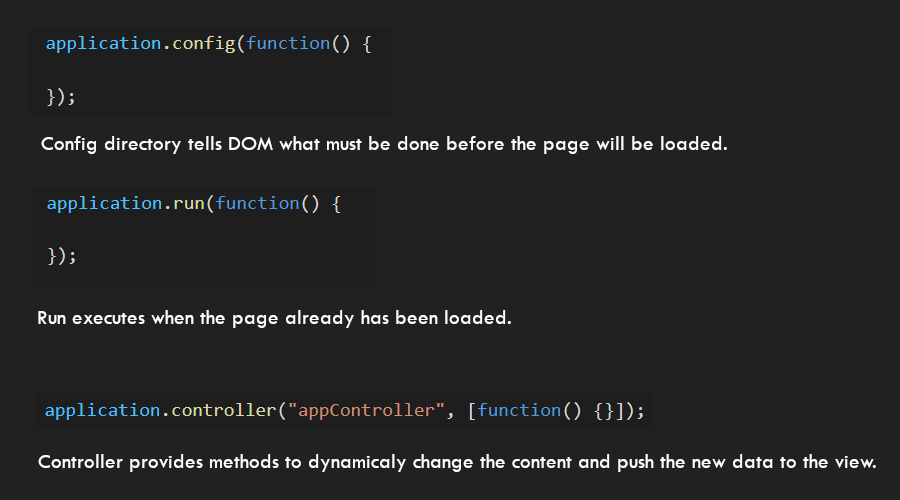 application.config(function() {
});
Config directory tells DOM what must be done before the page will be loaded.
application.run(function() {
});
Run executes when the page already has been loaded.
application.controller("appController", [function() {}]);
Controller provides methods to dynamicaly change the content and push the new data to the view.